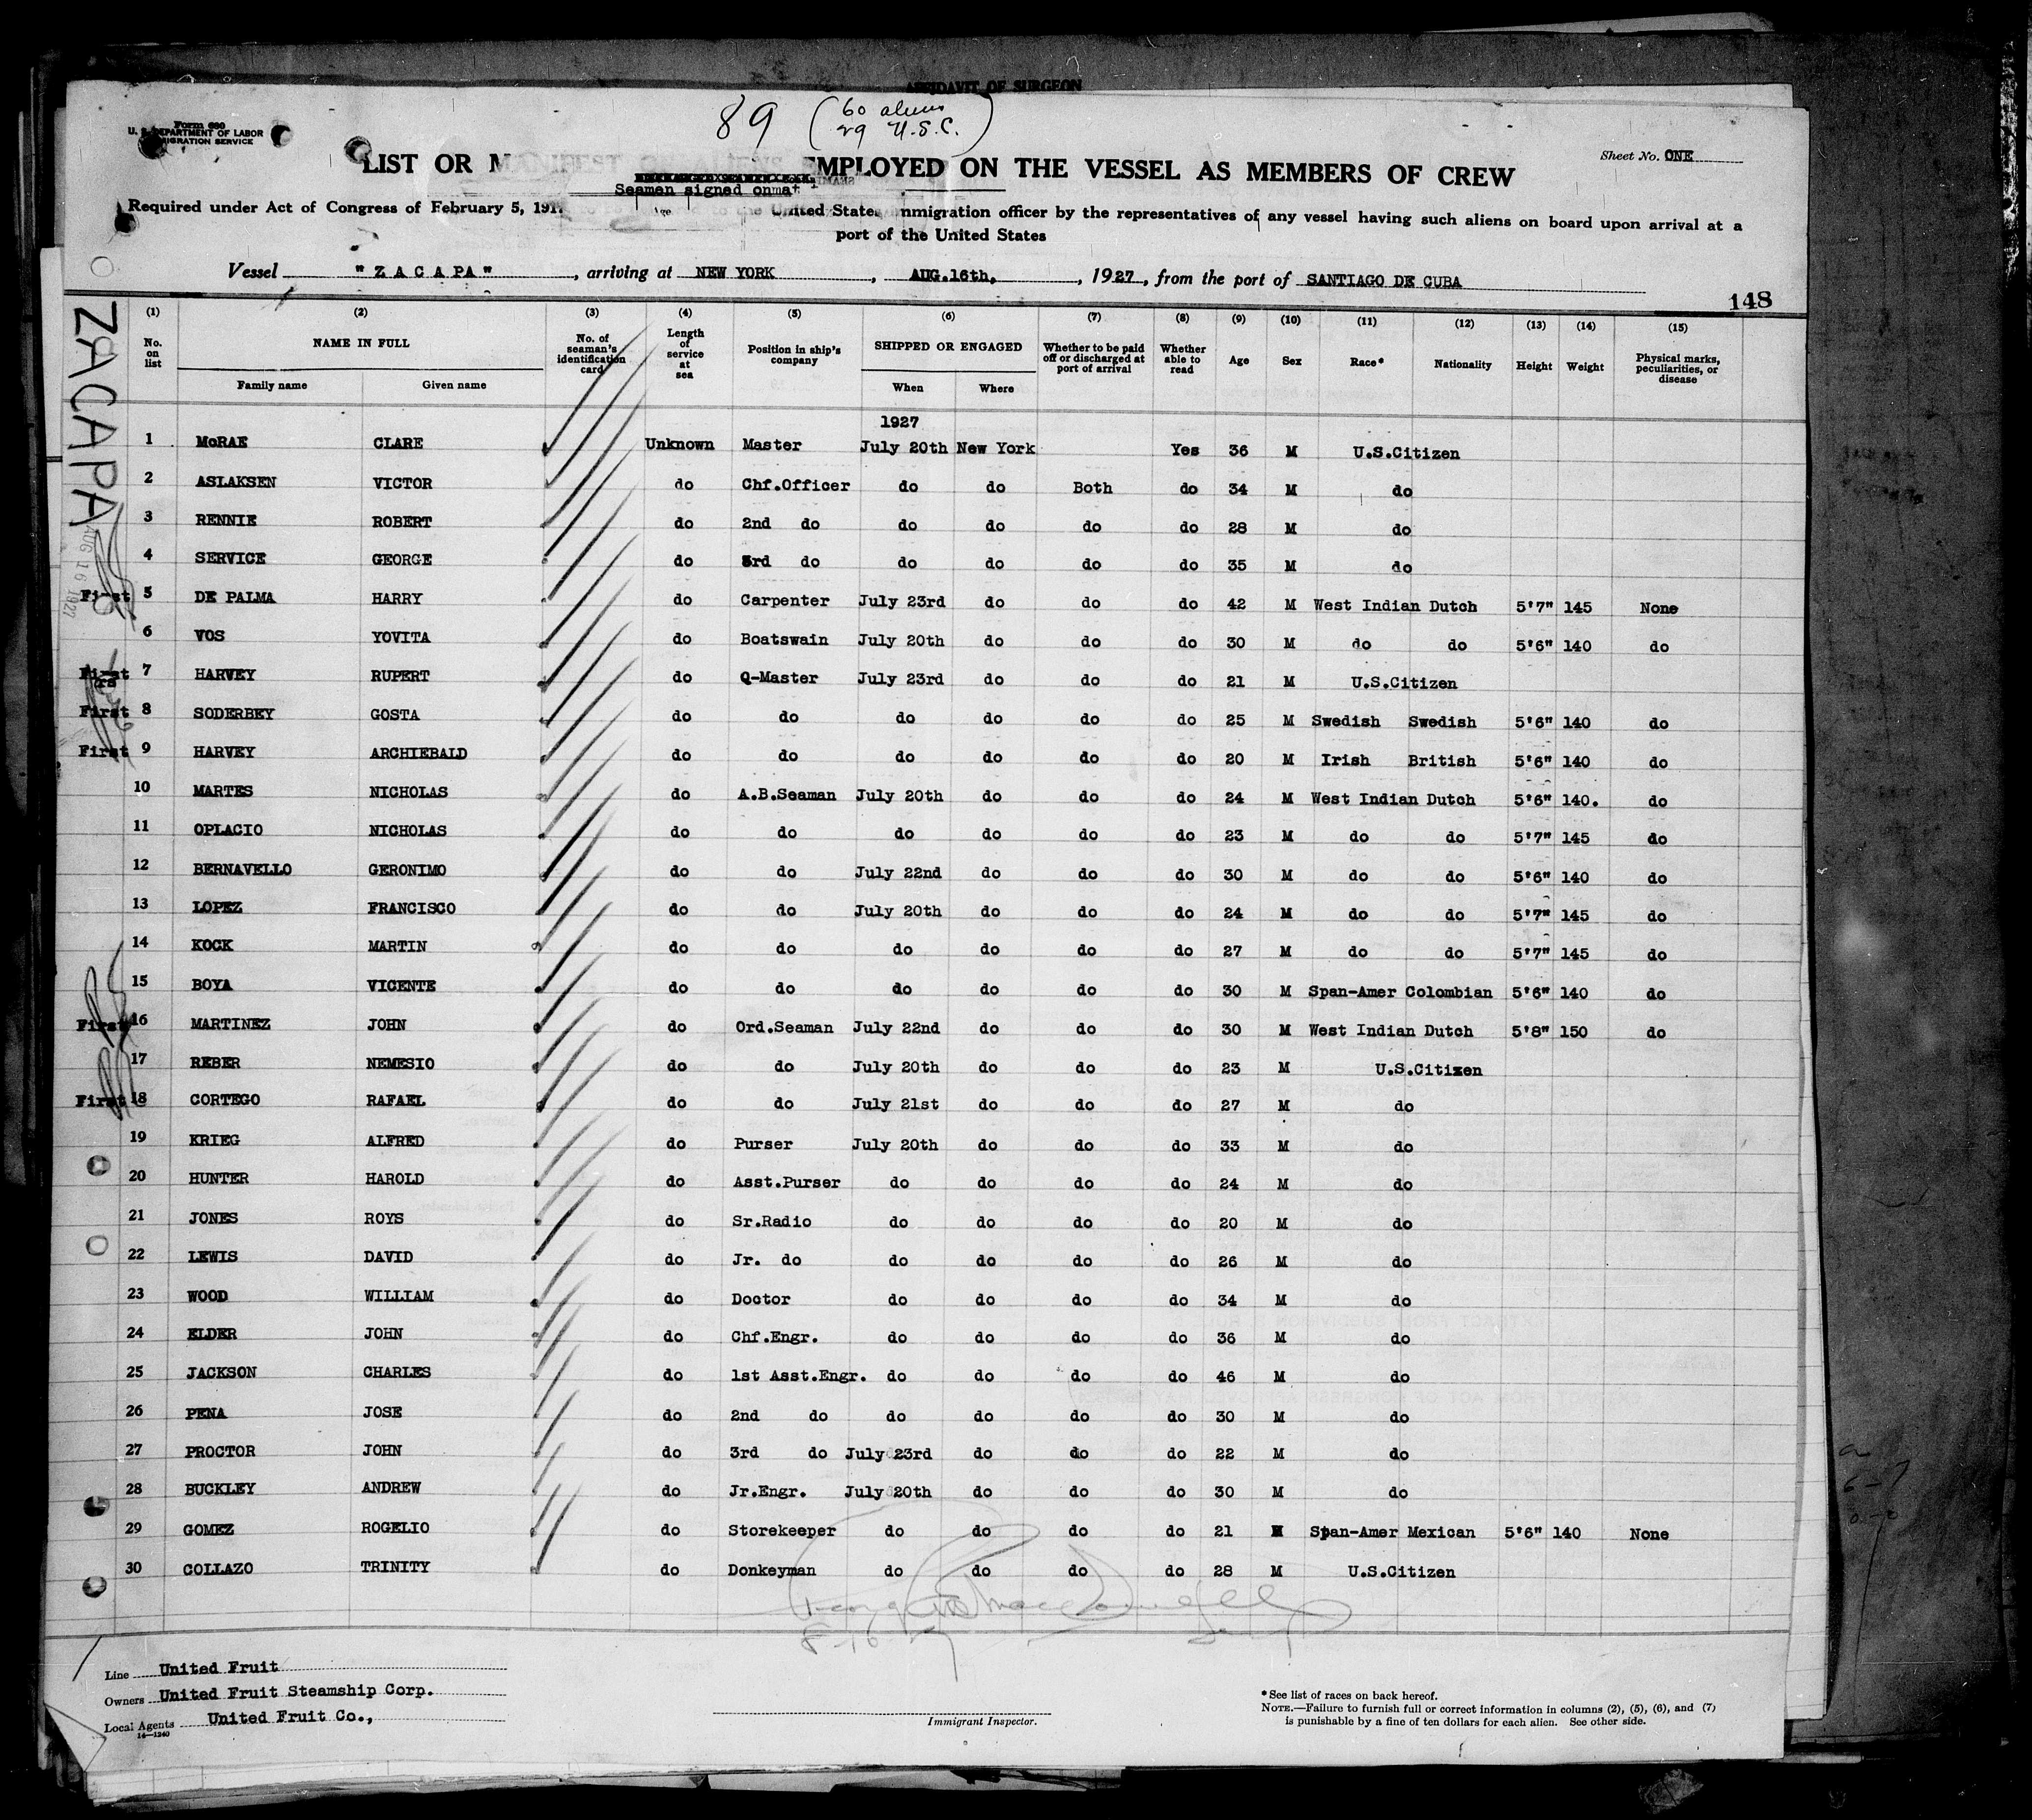 AFFIDAVIT OF SURGEON
89 (60 aliens
29 U.S.C.)
Form 680
U. S. DEPARTMENT OF LABOR
IMMIGRATION SERVICE
LIST OR MANIFEST OF ALIENS EMPLOYED ON THE VESSEL AS MEMBERS OF CREW
Sheet No. ONE
Seamen signed on
Required under Act of Congress of February 5, 191 to the United States immigration officer by the representatives of any vessel having such aliens on board upon arrival at a
port of the United States
Vessel "ZACAPA", arriving at NEW YORK, AUG.16th, 1927, from the port of SANTIAGO DE CUBA
148
ZACAPA
AUG 16 1927
(1) (2) (3) (4) (5) (6) (7) (8) (9) (10) (11) (12) (13) (14) (15)
No. on list NAME IN FULL No. of seaman's identification card Length of service at sea Position in ship's company SHIPPED OR ENGAGED Whether to be paid off or discharged at port of arrival Whether able to read Age Sex Race* Nationality Height Weight Physical marks, peculiarities, or disease
Family name Given name When Where
1927
1 McRAE CLARE Unknown Master July 20th New York Yes 36 M U.S.Citizen
2 ASLAKSEN VICTOR do Chf.Officer do do Both do 34 M do
3 RENNIE ROBERT do 2nd do do do do do 28 M do
4 SERVICE GEORGE do 3rd do do do do do 35 M do
First 5 DE PALMA HARRY do Carpenter July 23rd do do do 42 M West Indian Dutch 5'7" 145 None
6 VOS YOVITA do Boatswain July 20th do do do 30 M do do 5'6" 140 do
First 7 HARVEY RUPERT do Q-Master July 23rd do do do 21 M U.S.Citizen
First 8 SODERBEY GOSTA do do do do do do 25 M Swedish Swedish 5'6" 140 do
First 9 HARVEY ARCHIEBALD do do do do do do 20 M Irish British 5'6" 140 do
10 MARTES NICHOLAS do A.B.Seaman July 20th do do do 24 M West Indian Dutch 5'6" 140. do
11 OPLACIO NICHOLAS do do do do do do 23 M do do 5'7" 145 do
12 BERNAVELLO GERONIMO do do July 22nd do do do 30 M do do 5'6" 140 do
13 LOPEZ FRANCISCO do do July 20th do do do 24 M do do 5'7" 145 do
14 KOCK MARTIN do do do do do do 27 M do do 5'7" 145 do
15 BOYA VICENTE do do do do do do 30 M Span-Amer Colombian 5'6" 140 do
First 16 MARTINEZ JOHN do Ord.Seaman July 22nd do do do 30 M West Indian Dutch 5'8" 150 do
17 REBER NEMESIO do do July 20th do do do 23 M U.S.Citizen
First 18 CORTEGO RAFAEL do do July 21st do do do 27 M do
19 KRIEG ALFRED do Purser July 20th do do do 33 M do
20 HUNTER HAROLD do Asst.Purser do do do do 24 M do
21 JONES ROYS do Sr.Radio do do do do 20 M do
22 LEWIS DAVID do Jr. do do do do do 26 M do
23 WOOD WILLIAM do Doctor do do do do 34 M do
24 ELDER JOHN do Chf.Engr. do do do do 36 M do
25 JACKSON CHARLES do 1st Asst.Engr. do do do do 46 M do
26 PENA JOSE do 2nd do do do do do 30 M do
27 PROCTOR JOHN do 3rd do July 23rd do do do 22 M do
28 BUCKLEY ANDREW do Jr.Engr. July 20th do do do 30 M do
29 GOMEZ ROGELIO do Storekeeper do do do do 21 M Span-Amer Mexican 5'6" 140 None
30 COLLAZO TRINITY do Donkeyman do do do do 28 M U.S.Citizen
8-16-27
Line United Fruit
Owners United Fruit Steamship Corp.
Local Agents United Fruit Co.,
14—1240
Immigrant Inspector.
*See list of races on back hereof.
NOTE.—Failure to furnish full or correct information in columns (2), (5), (6), and (7)
is punishable by a fine of ten dollars for each alien. See other side.